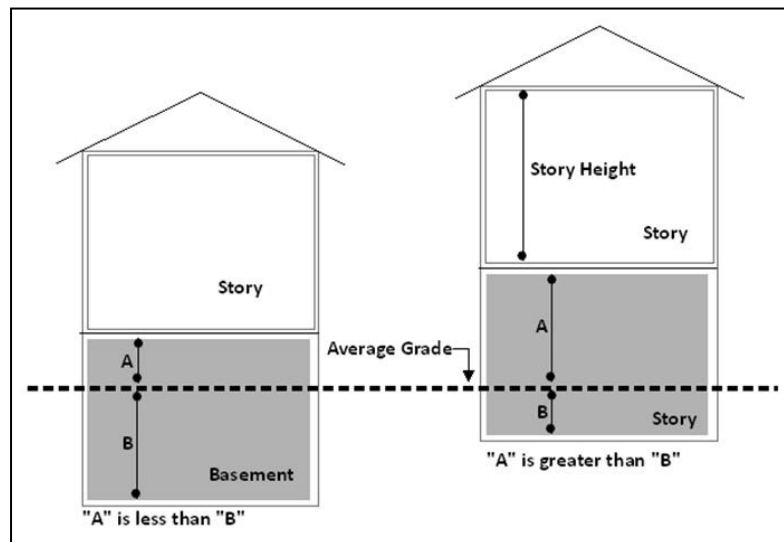 Story Height
Story
Story
A
Average Grade
A
B
B
Story
Basement
"A" is greater than "B"
"A" is less than "B"